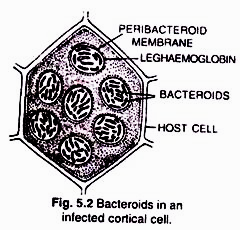 PERIBACTEROID
MEMBRANE
LEGHAEMOGLOBIN
BACTEROIDS
HOST CELL
Fig. 5.2 Bacteroids in an
infected cortical cell.